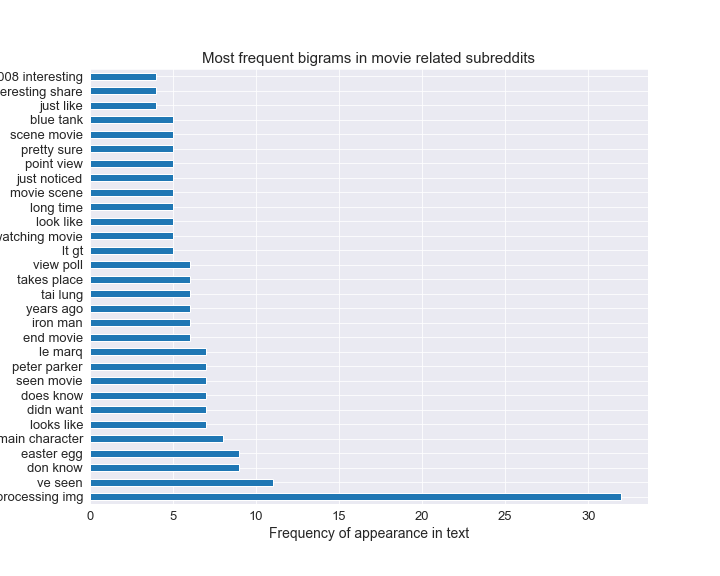 Most frequent bigrams in movie related subreddits
008 interesting
eresting share
just like
blue tank
scene movie
pretty sure
point view
just noticed
movie scene
long time
look like
watching movie
lt gt
view poll
takes place
tai lung
years ago
iron man
end movie
le marq
peter parker
seen movie
does know
didn want
looks like
main character
easter egg
don know
ve seen
processing img
0 5 10 15 20 25 30
Frequency of appearance in text